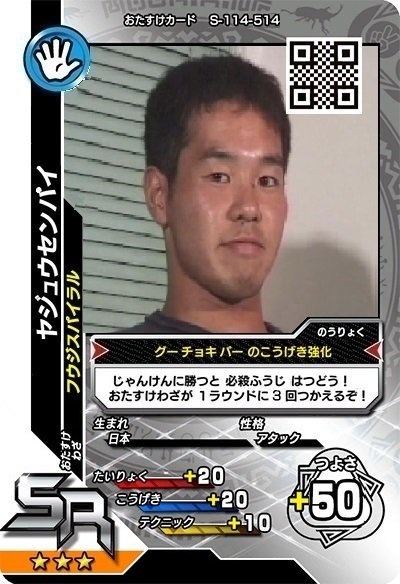 おたすけカード S-114-514
ヤジュウセンパイ
フウジスパイラル
おたすけ
わざ
のうりょく
グー チョキ パー のこうげき強化
じゃんけんに勝つと 必殺ふうじ はつどう！
おたすけわざが 1ラウンドに3回つかえるぞ！
生まれ
日本
性格
アタック
たいりょく +20
こうげき +20
テクニック +10
つよさ
+50
SR